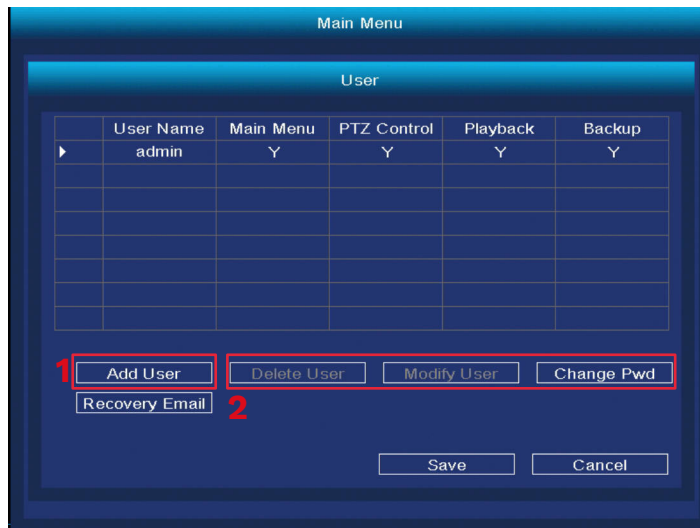 Main Menu
User
User Name Main Menu PTZ Control Playback Backup
admin Y Y Y Y
1 Add User Delete User Modify User Change Pwd
Recovery Email 2
Save Cancel